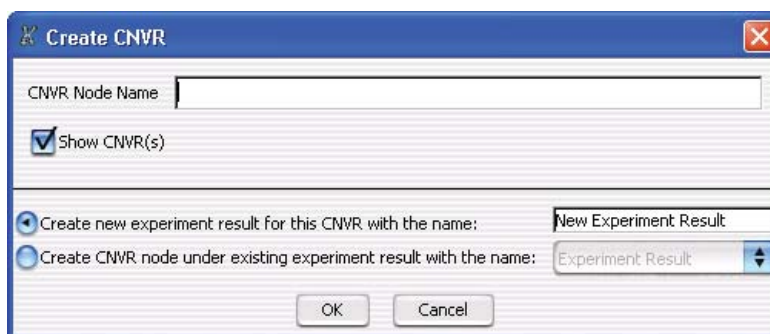 Create CNVR
CNVR Node Name
Show CNVR(s)
Create new experiment result for this CNVR with the name: New Experiment Result
Create CNVR node under existing experiment result with the name: Experiment Result
OK Cancel